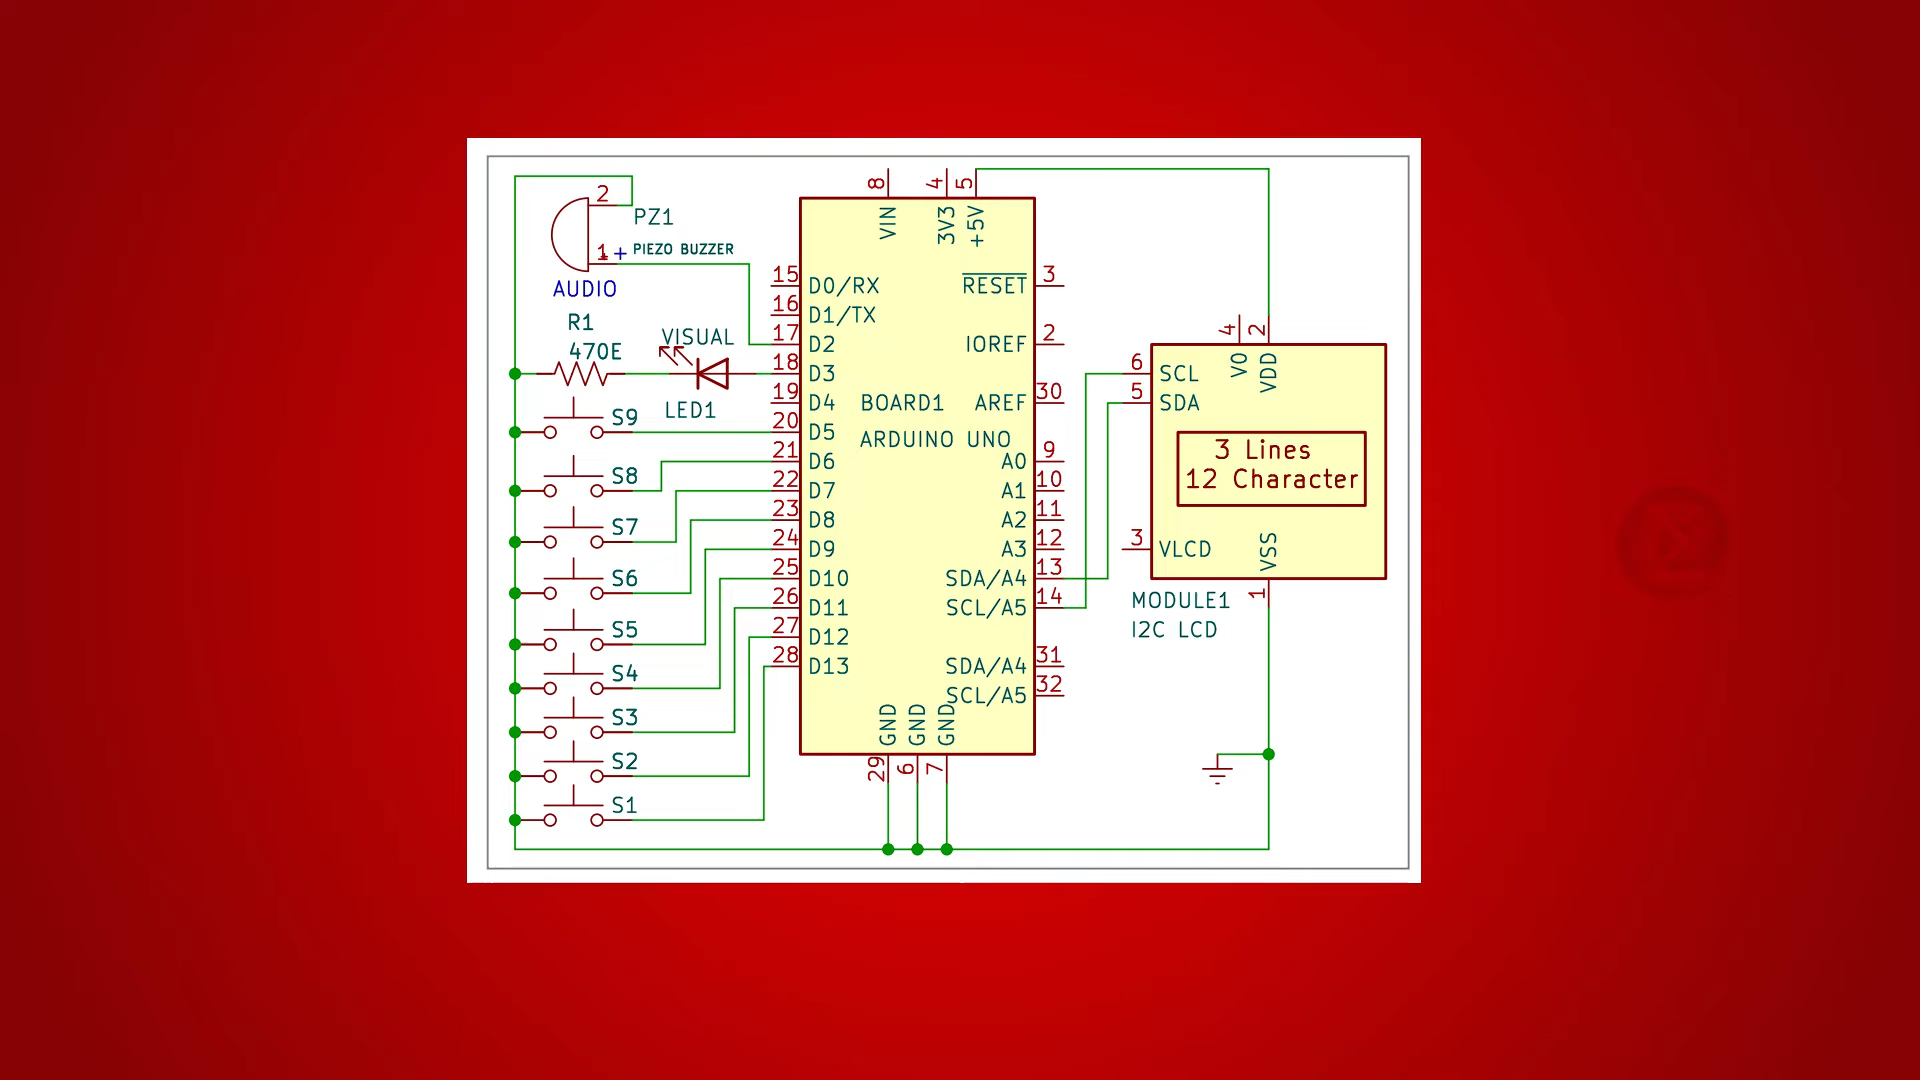 2
PZ1
1
+
PIEZO BUZZER
AUDIO
R1
470E
VISUAL
LED1
S9
S8
S7
S6
S5
S4
S3
S2
S1
8
4
5
VIN
3V3
+5V
15 D0/RX
16 D1/TX
17 D2
18 D3
19 D4
20 D5
21 D6
22 D7
23 D8
24 D9
25 D10
26 D11
27 D12
28 D13
BOARD1
ARDUINO UNO
RESET 3
IOREF 2
AREF 30
A0 9
A1 10
A2 11
A3 12
SDA/A4 13
SCL/A5 14
SDA/A4 31
SCL/A5 32
GND
GND
GND
29
6
7
4
2
V0
VDD
6 SCL
5 SDA
3 Lines
12 Character
3 VLCD
VSS
1
MODULE1
I2C LCD